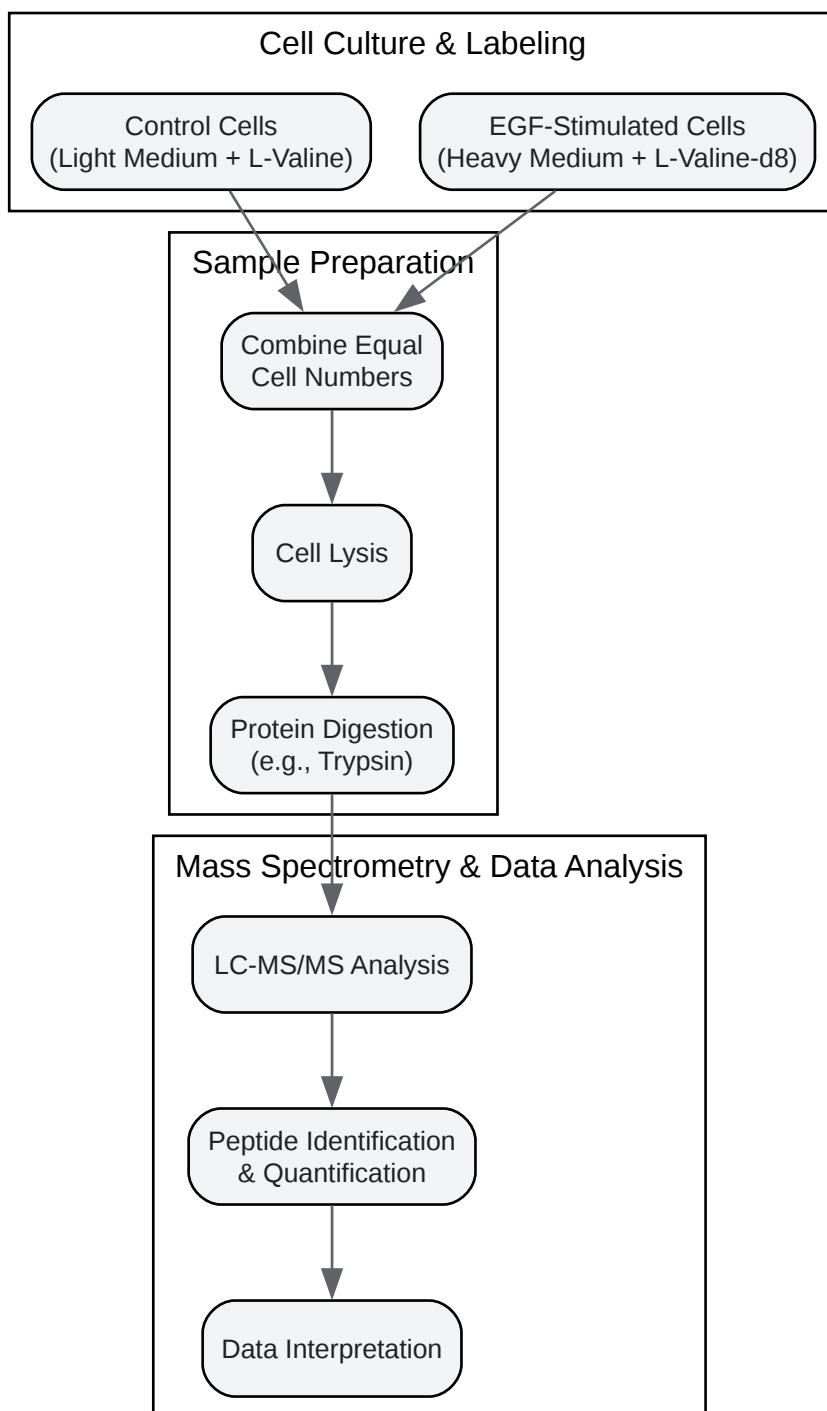 Cell Culture & Labeling
Control Cells
(Light Medium + L-Valine)
EGF-Stimulated Cells
(Heavy Medium + L-Valine-d8)
Sample Preparation
Combine Equal
Cell Numbers
Cell Lysis
Protein Digestion
(e.g., Trypsin)
Mass Spectrometry & Data Analysis
LC-MS/MS Analysis
Peptide Identification
& Quantification
Data Interpretation